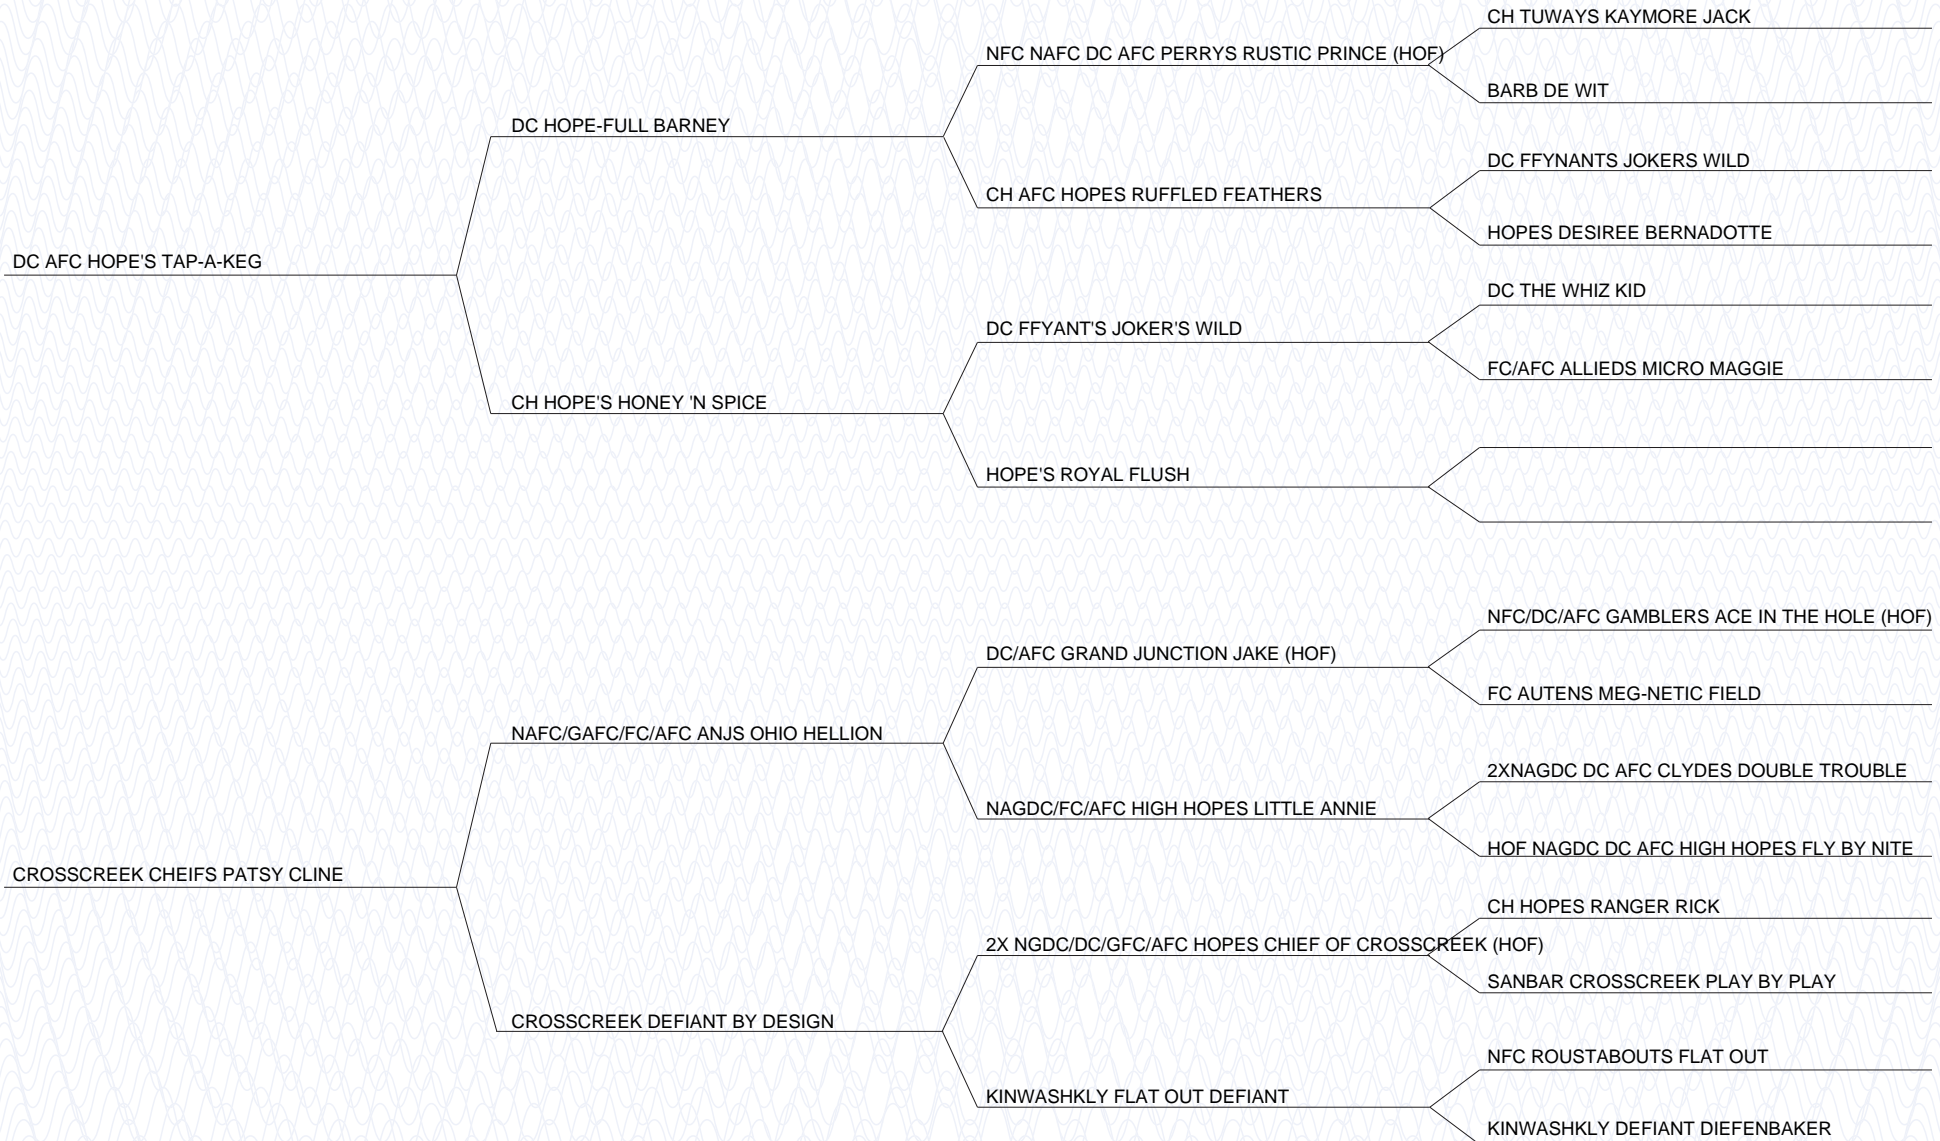 CH TUWAYS KAYMORE JACK
NFC NAFC DC AFC PERRYS RUSTIC PRINCE (HOF)
BARB DE WIT
DC HOPE-FULL BARNEY
DC FFYNANTS JOKERS WILD
CH AFC HOPES RUFFLED FEATHERS
HOPES DESIREE BERNADOTTE
DC AFC HOPE'S TAP-A-KEG
DC THE WHIZ KID
DC FFYANT'S JOKER'S WILD
FC/AFC ALLIEDS MICRO MAGGIE
CH HOPE'S HONEY 'N SPICE
HOPE'S ROYAL FLUSH
NFC/DC/AFC GAMBLERS ACE IN THE HOLE (HOF)
DC/AFC GRAND JUNCTION JAKE (HOF)
FC AUTENS MEG-NETIC FIELD
NAFC/GAFC/FC/AFC ANJS OHIO HELLION
2XNAGDC DC AFC CLYDES DOUBLE TROUBLE
NAGDC/FC/AFC HIGH HOPES LITTLE ANNIE
HOF NAGDC DC AFC HIGH HOPES FLY BY NITE
CROSSCREEK CHEIFS PATSY CLINE
CH HOPES RANGER RICK
2X NGDC/DC/GFC/AFC HOPES CHIEF OF CROSSCREEK (HOF)
SANBAR CROSSCREEK PLAY BY PLAY
CROSSCREEK DEFIANT BY DESIGN
NFC ROUSTABOUTS FLAT OUT
KINWASHKLY FLAT OUT DEFIANT
KINWASHKLY DEFIANT DIEFENBAKER